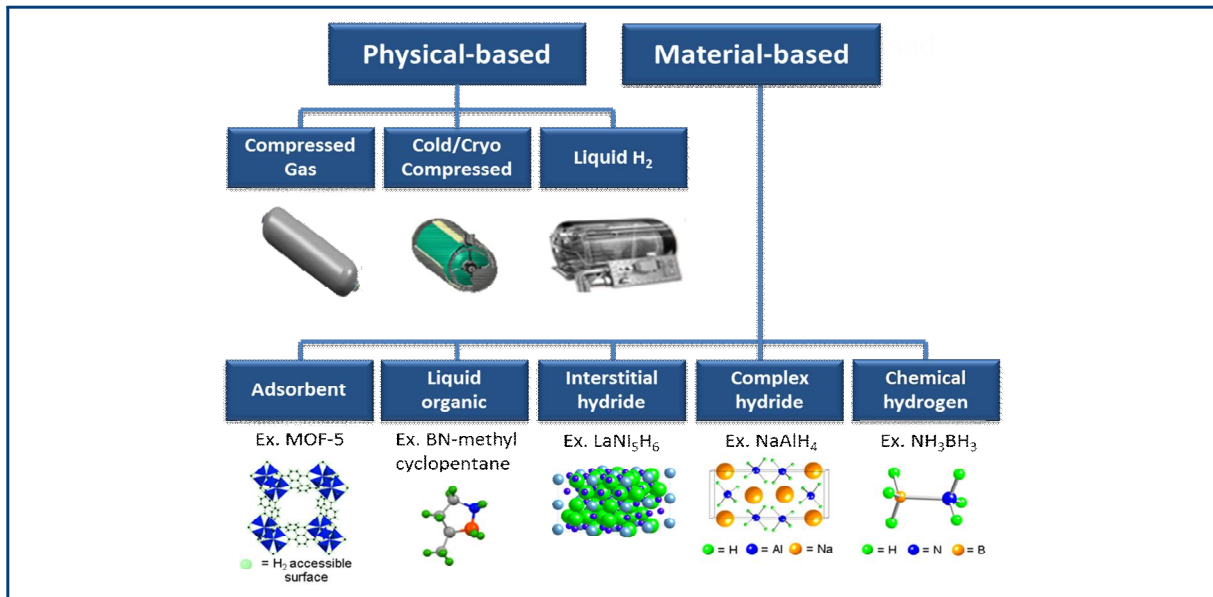 Physical-based
Material-based
Compressed
Gas
Cold/Cryo
Compressed
Liquid H₂
Adsorbent
Liquid
organic
Interstitial
hydride
Complex
hydride
Chemical
hydrogen
Ex. MOF-5
Ex. BN-methyl
cyclopentane
Ex. LaNi₅H₆
Ex. NaAlH₄
Ex. NH₃BH₃
= H₂ accessible
surface
= H = Al = Na
= H = N = B